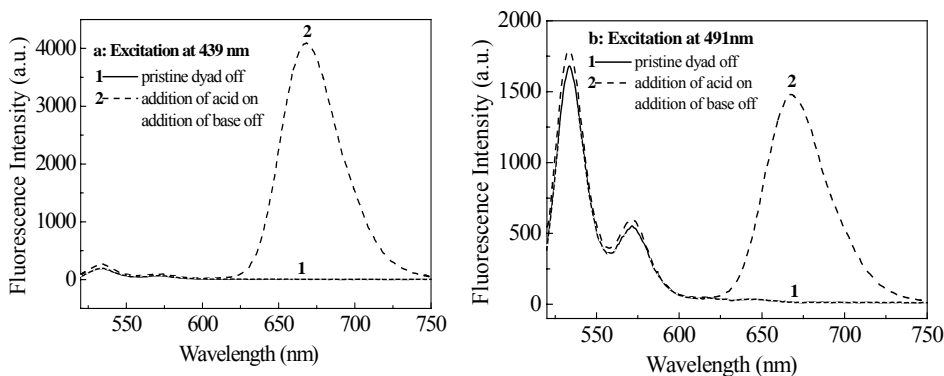 2
4000
a: Excitation at 439 nm
1 — pristine dyad off
2 - - - addition of acid on
addition of base off
3000
2000
1000
0
1
550 600 650 700 750
Wavelength (nm)
Fluorescence Intensity (a.u.)
2000
b: Excitation at 491nm
1 — pristine dyad off
2 - - - addition of acid on
addition of base off
1500
2
1000
500
0
1
550 600 650 700 750
Wavelength (nm)
Fluorescence Intensity (a.u.)